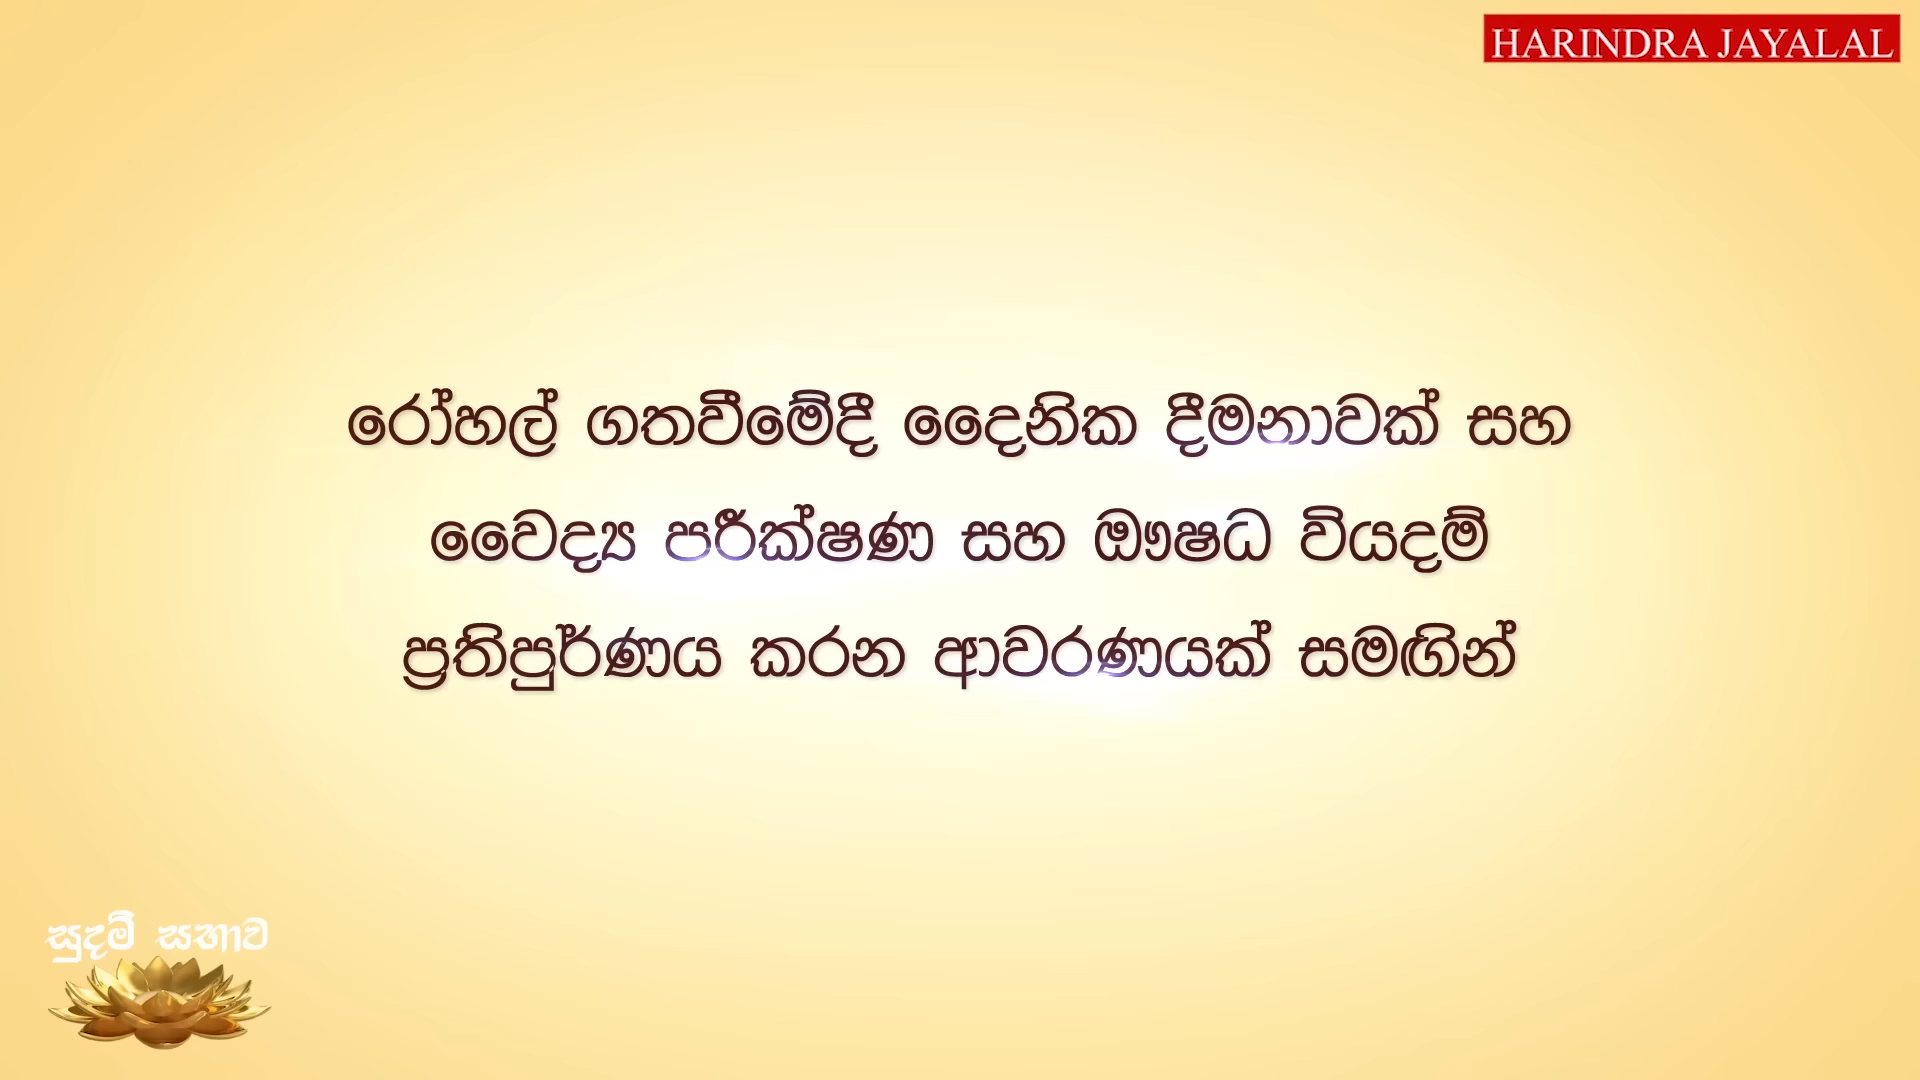 HARINDRA JAYALAL
රෝහල් ගතවීමේදී දෛනික දීමනාවක් සහ
වෛද්‍ය පරීක්ෂණ සහ ඖෂධ වියදම්
ප්‍රතිපුර්ණය කරන ආවරණයක් සමඟින්
සුදම් සභාව